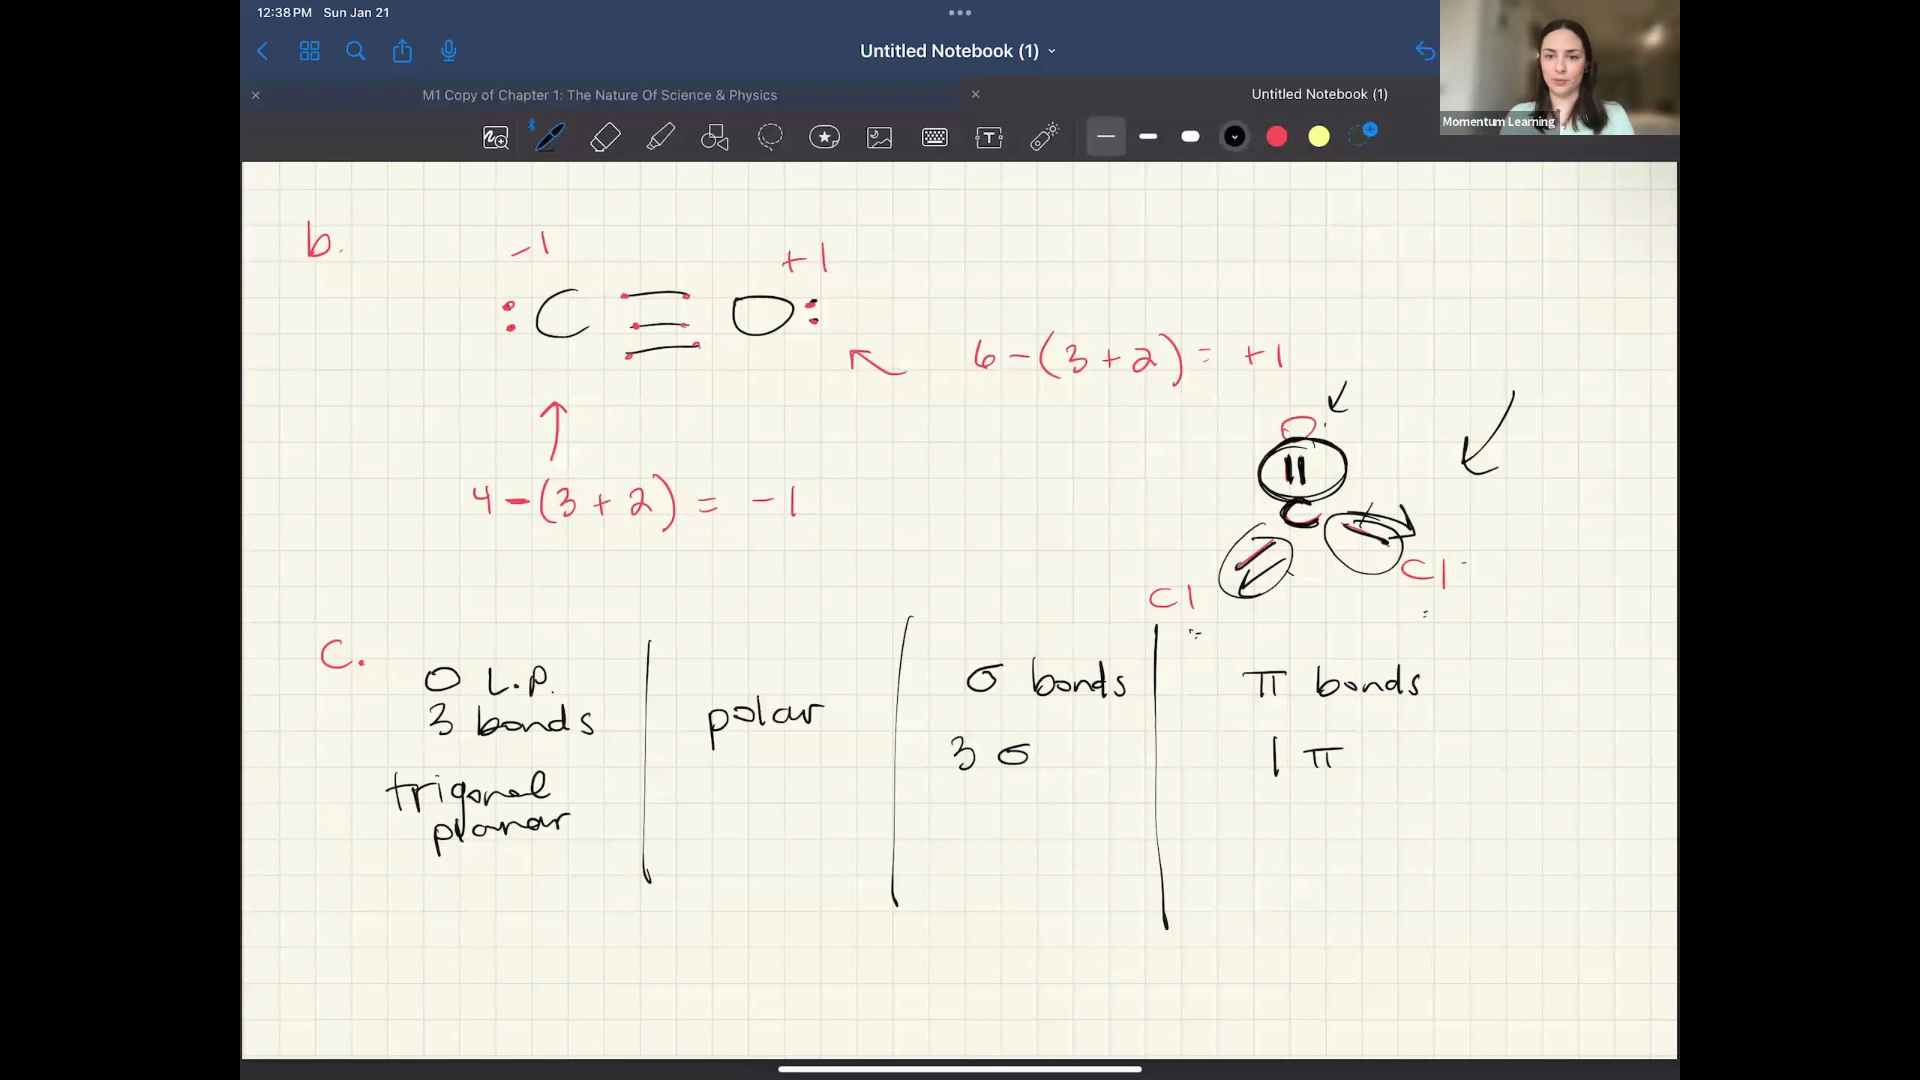 12:38 PM Sun Jan 21
Untitled Notebook (1)
M1 Copy of Chapter 1: The Nature Of Science & Physics
Untitled Notebook (1)
Momentum Learning
b.
-1
+1
:C≡O:
6-(3+2)= +1
4-(3+2) = -1
O
C
Cl
Cl
C.
O L.P.
3 bonds
trigonal
planar
polar
σ bonds
3 σ
π bonds
1 π